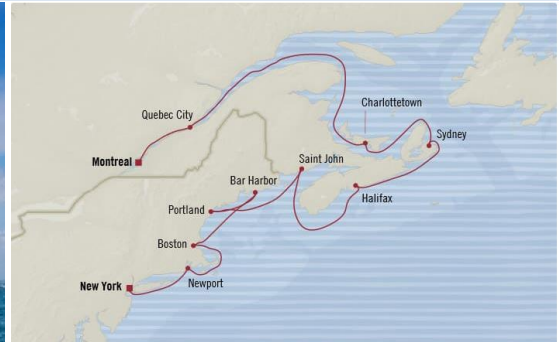 Charlottetown
Quebec City
Sydney
Montreal
Saint John
Bar Harbor
Halifax
Portland
Boston
New York
Newport